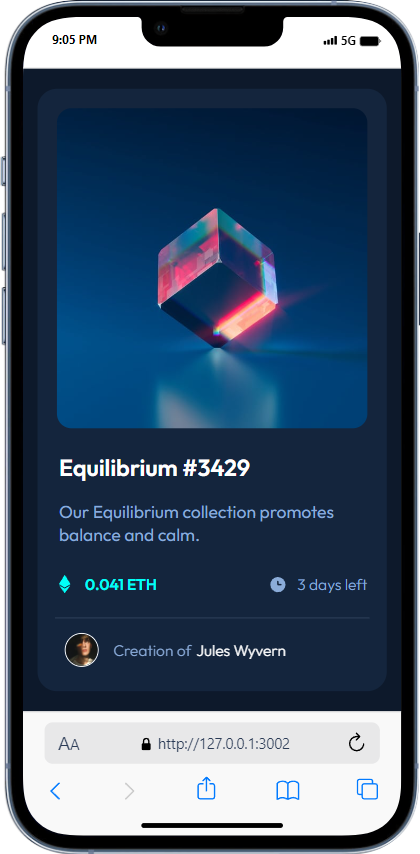 9:05 PM
5G
Equilibrium #3429
Our Equilibrium collection promotes
balance and calm.
0.041 ETH
3 days left
Creation of Jules Wyvern
AA
http://127.0.0.1:3002